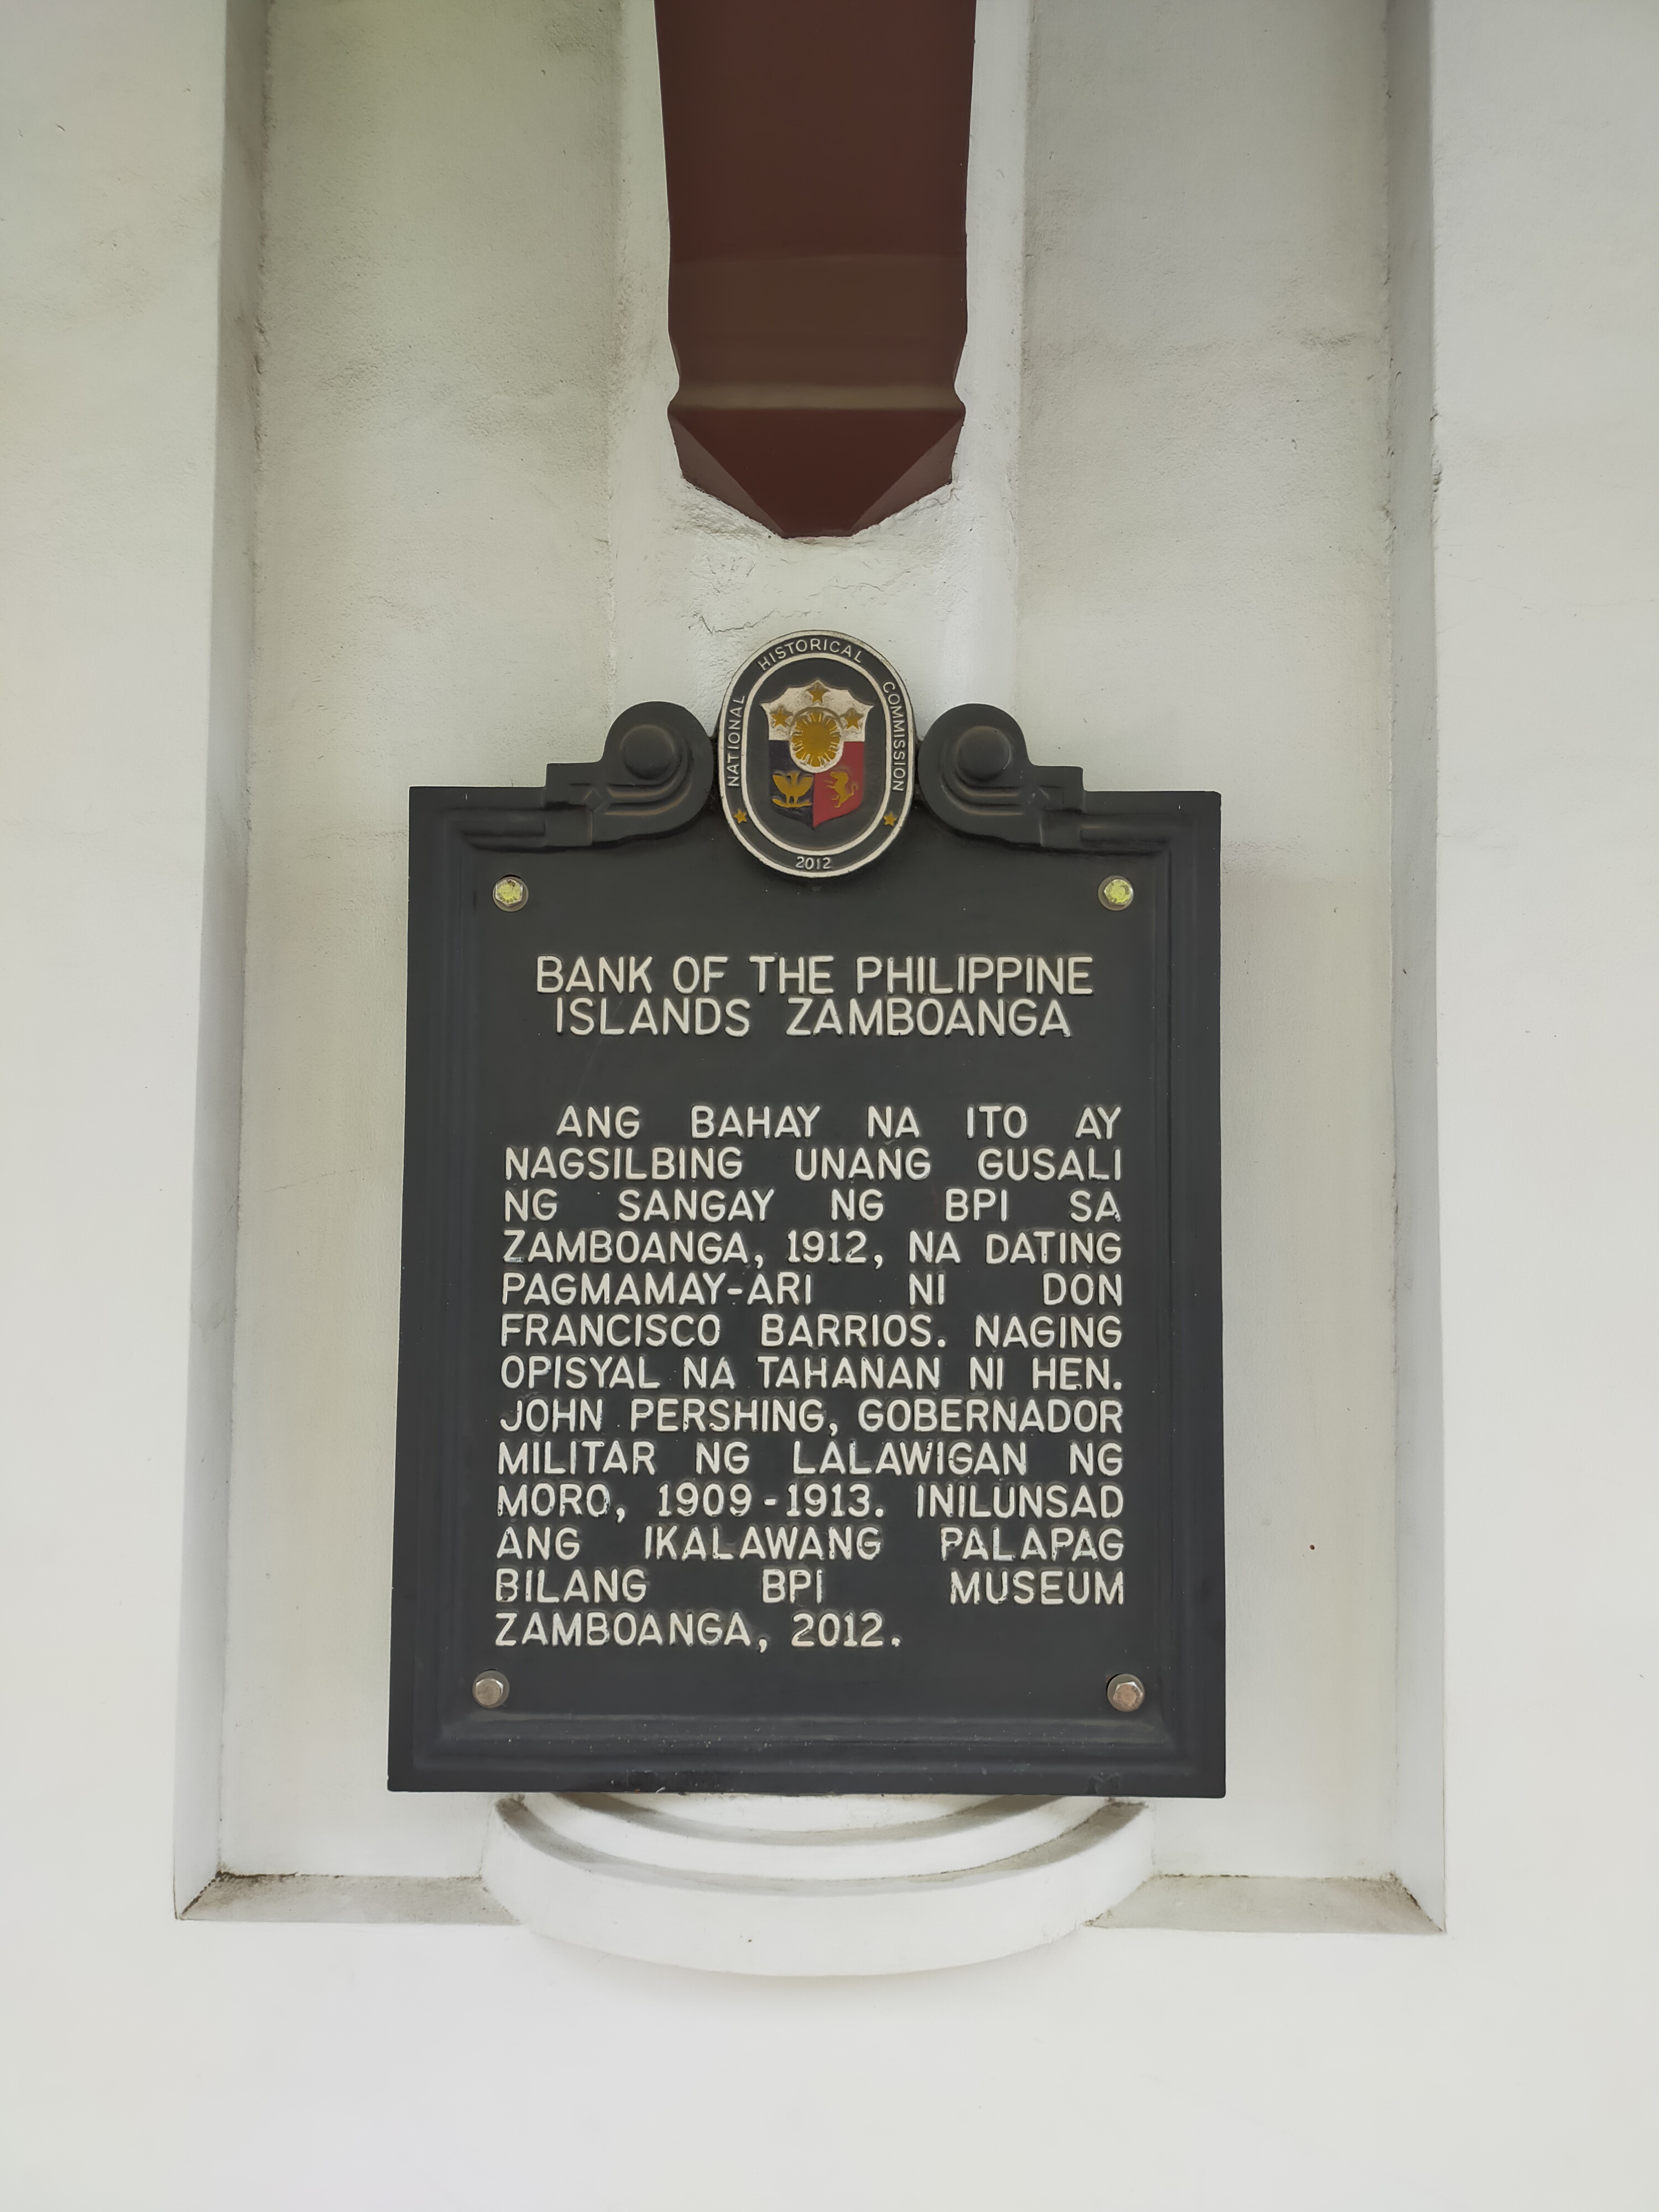 NATIONAL HISTORICAL COMMISSION
2012
BANK OF THE PHILIPPINE
ISLANDS ZAMBOANGA
ANG BAHAY NA ITO AY
NAGSILBING UNANG GUSALI
NG SANGAY NG BPI SA
ZAMBOANGA, 1912, NA DATING
PAGMAMAY-ARI NI DON
FRANCISCO BARRIOS. NAGING
OPISYAL NA TAHANAN NI HEN.
JOHN PERSHING, GOBERNADOR
MILITAR NG LALAWIGAN NG
MORO, 1909-1913. INILUNSAD
ANG IKALAWANG PALAPAG
BILANG BPI MUSEUM
ZAMBOANGA, 2012.